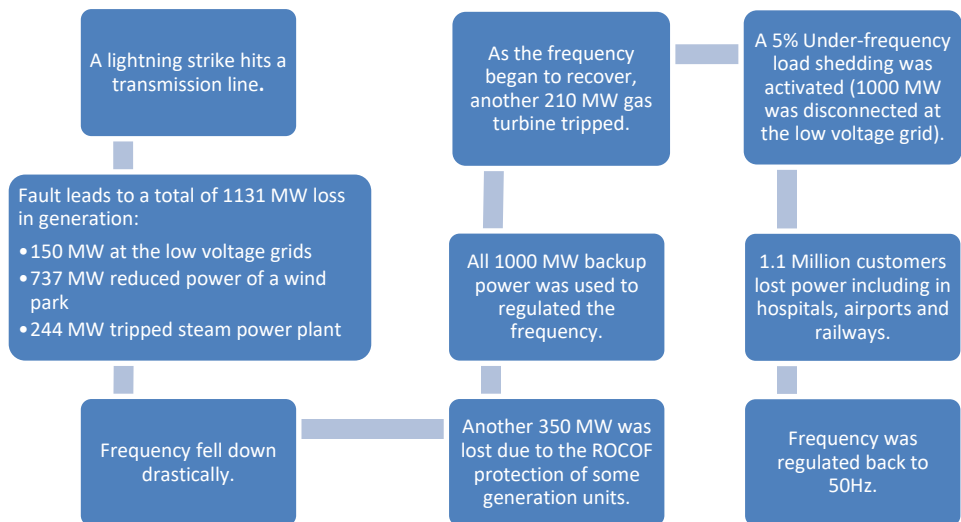 A lightning strike hits a
transmission line.
Fault leads to a total of 1131 MW loss
in generation:
•150 MW at the low voltage grids
•737 MW reduced power of a wind
park
•244 MW tripped steam power plant
Frequency fell down
drastically.
Another 350 MW was
lost due to the ROCOF
protection of some
generation units.
All 1000 MW backup
power was used to
regulated the
frequency.
As the frequency
began to recover,
another 210 MW gas
turbine tripped.
A 5% Under-frequency
load shedding was
activated (1000 MW
was disconnected at
the low voltage grid).
1.1 Million customers
lost power including in
hospitals, airports and
railways.
Frequency was
regulated back to
50Hz.